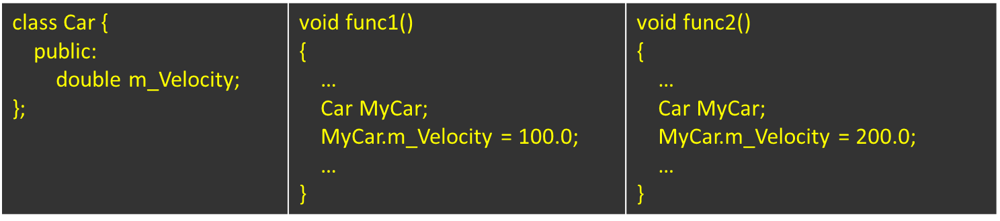 class Car {
public:
double m_Velocity;
};
void func1()
{
...
Car MyCar;
MyCar.m_Velocity = 100.0;
...
}
void func2()
{
...
Car MyCar;
MyCar.m_Velocity = 200.0;
...
}